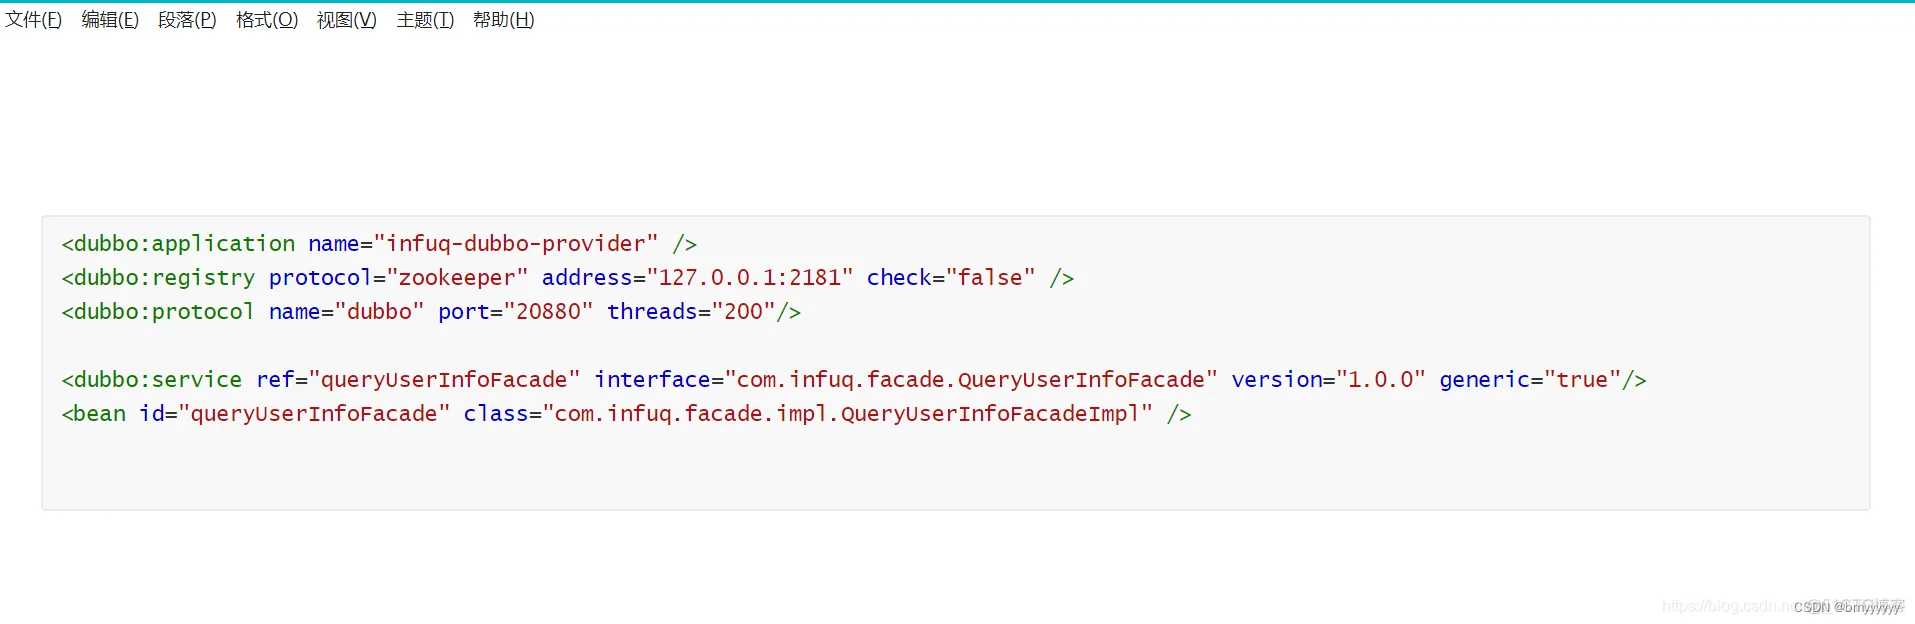 文件(F) 编辑(E) 段落(P) 格式(O) 视图(V) 主题(T) 帮助(H)
<dubbo:application name="infuq-dubbo-provider" />
<dubbo:registry protocol="zookeeper" address="127.0.0.1:2181" check="false" />
<dubbo:protocol name="dubbo" port="20880" threads="200"/>
<dubbo:service ref="queryUserInfoFacade" interface="com.infuq.facade.QueryUserInfoFacade" version="1.0.0" generic="true"/>
<bean id="queryUserInfoFacade" class="com.infuq.facade.impl.QueryUserInfoFacadeImpl" />
https://blog.csdn.n
CSDN